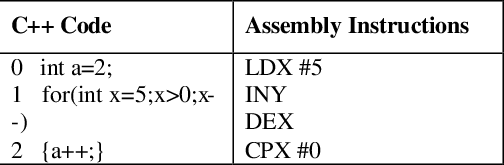 C++ Code Assembly Instructions
0 int a=2; LDX #5
1 for(int x=5;x>0;x- INY
-) DEX
2 {a++;} CPX #0